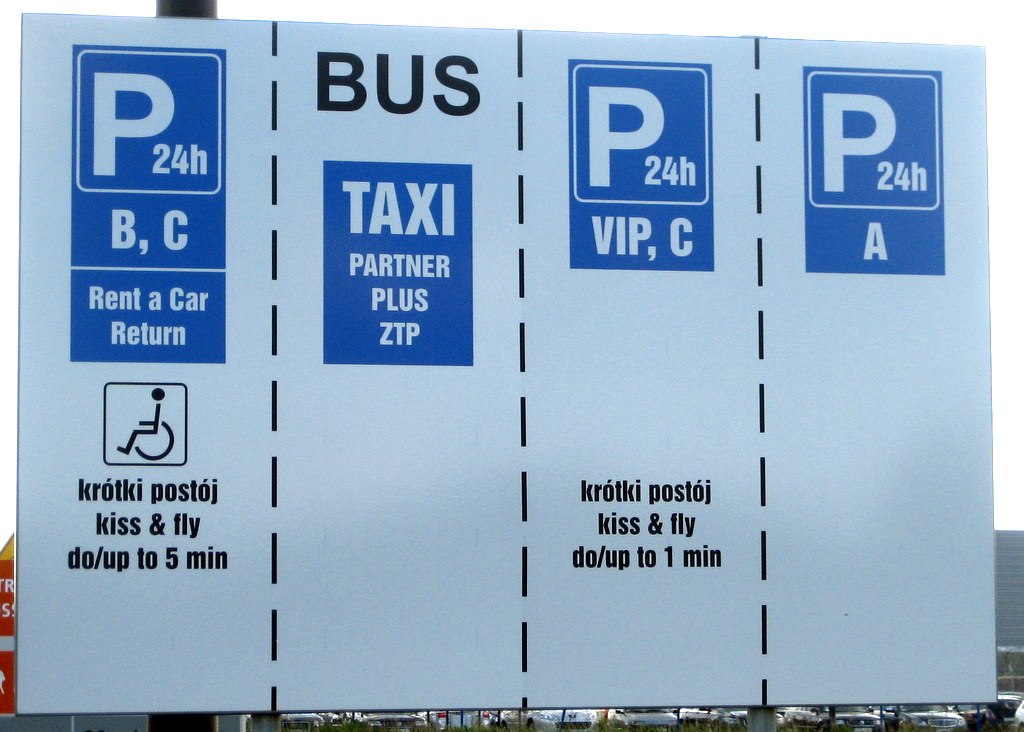 P
24h
B, C
Rent a Car
Return
krótki postój
kiss & fly
do/up to 5 min
BUS
TAXI
PARTNER
PLUS
ZTP
P
24h
VIP, C
krótki postój
kiss & fly
do/up to 1 min
P
24h
A